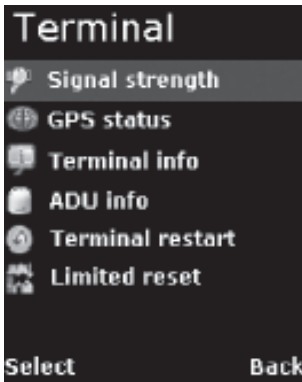 Terminal
Signal strength
GPS status
Terminal info
ADU info
Terminal restart
Limited reset
Select Back